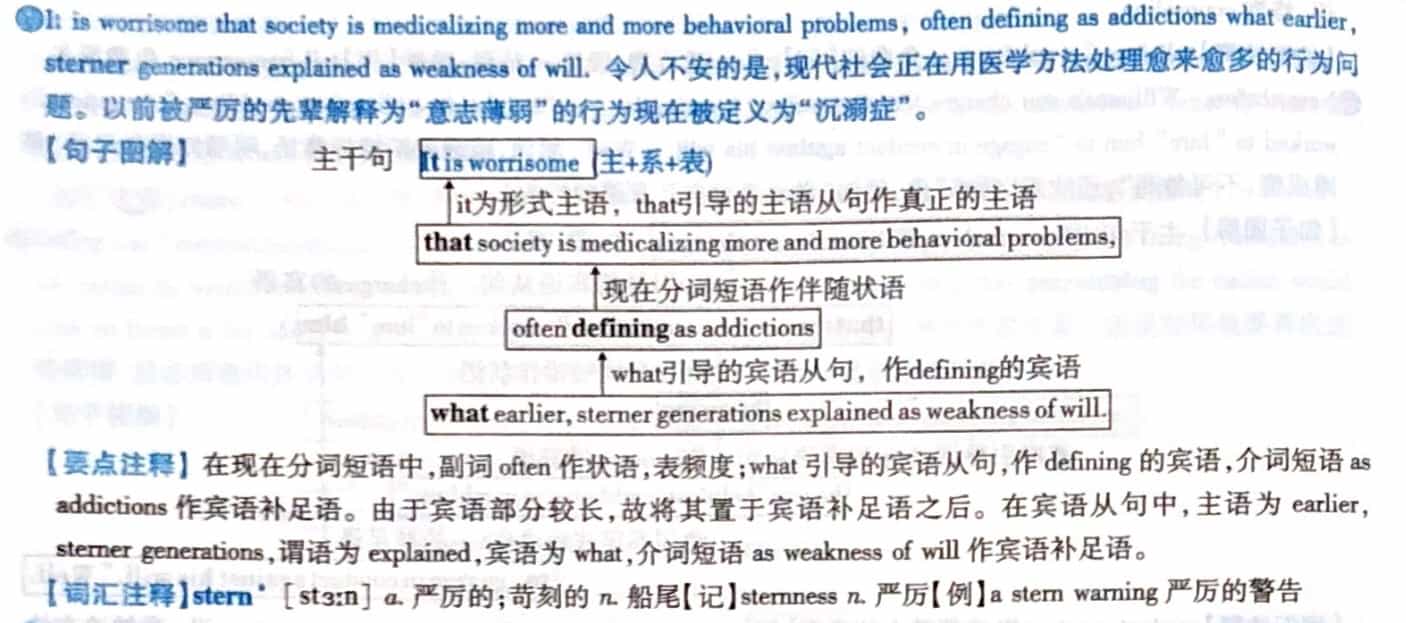 It is worrisome that society is medicalizing more and more behavioral problems, often defining as addictions what earlier,
sterner generations explained as weakness of will. 令人不安的是,现代社会正在用医学方法处理愈来愈多的行为问
题。以前被严厉的先辈解释为“意志薄弱”的行为现在被定义为“沉溺症”。
【句子图解】 主干句 It is worrisome (主+系+表)
it为形式主语，that引导的主语从句作真正的主语
that society is medicalizing more and more behavioral problems,
现在分词短语作伴随状语
often defining as addictions
what引导的宾语从句，作defining的宾语
what earlier, sterner generations explained as weakness of will.
【要点注释】在现在分词短语中,副词 often 作状语,表频度;what 引导的宾语从句,作 defining 的宾语,介词短语 as
addictions 作宾语补足语。由于宾语部分较长,故将其置于宾语补足语之后。在宾语从句中,主语为 earlier,
sterner generations,谓语为 explained,宾语为 what,介词短语 as weakness of will 作宾语补足语。
【词汇注释】stern* [stɜːn] a. 严厉的;苛刻的 n. 船尾【记】sternness n. 严厉【例】a stern warning 严厉的警告